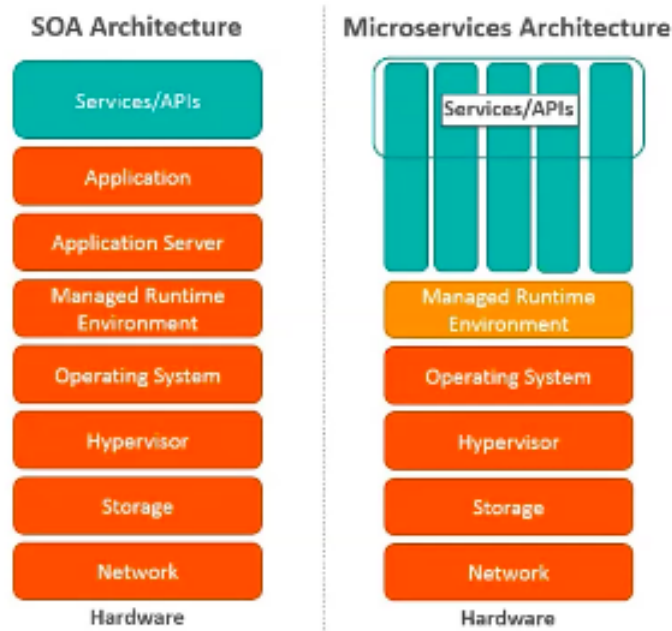 SOA Architecture
Services/APIs
Application
Application Server
Managed Runtime
Environment
Operating System
Hypervisor
Storage
Network
Hardware
Microservices Architecture
Services/APIs
Managed Runtime
Environment
Operating System
Hypervisor
Storage
Network
Hardware